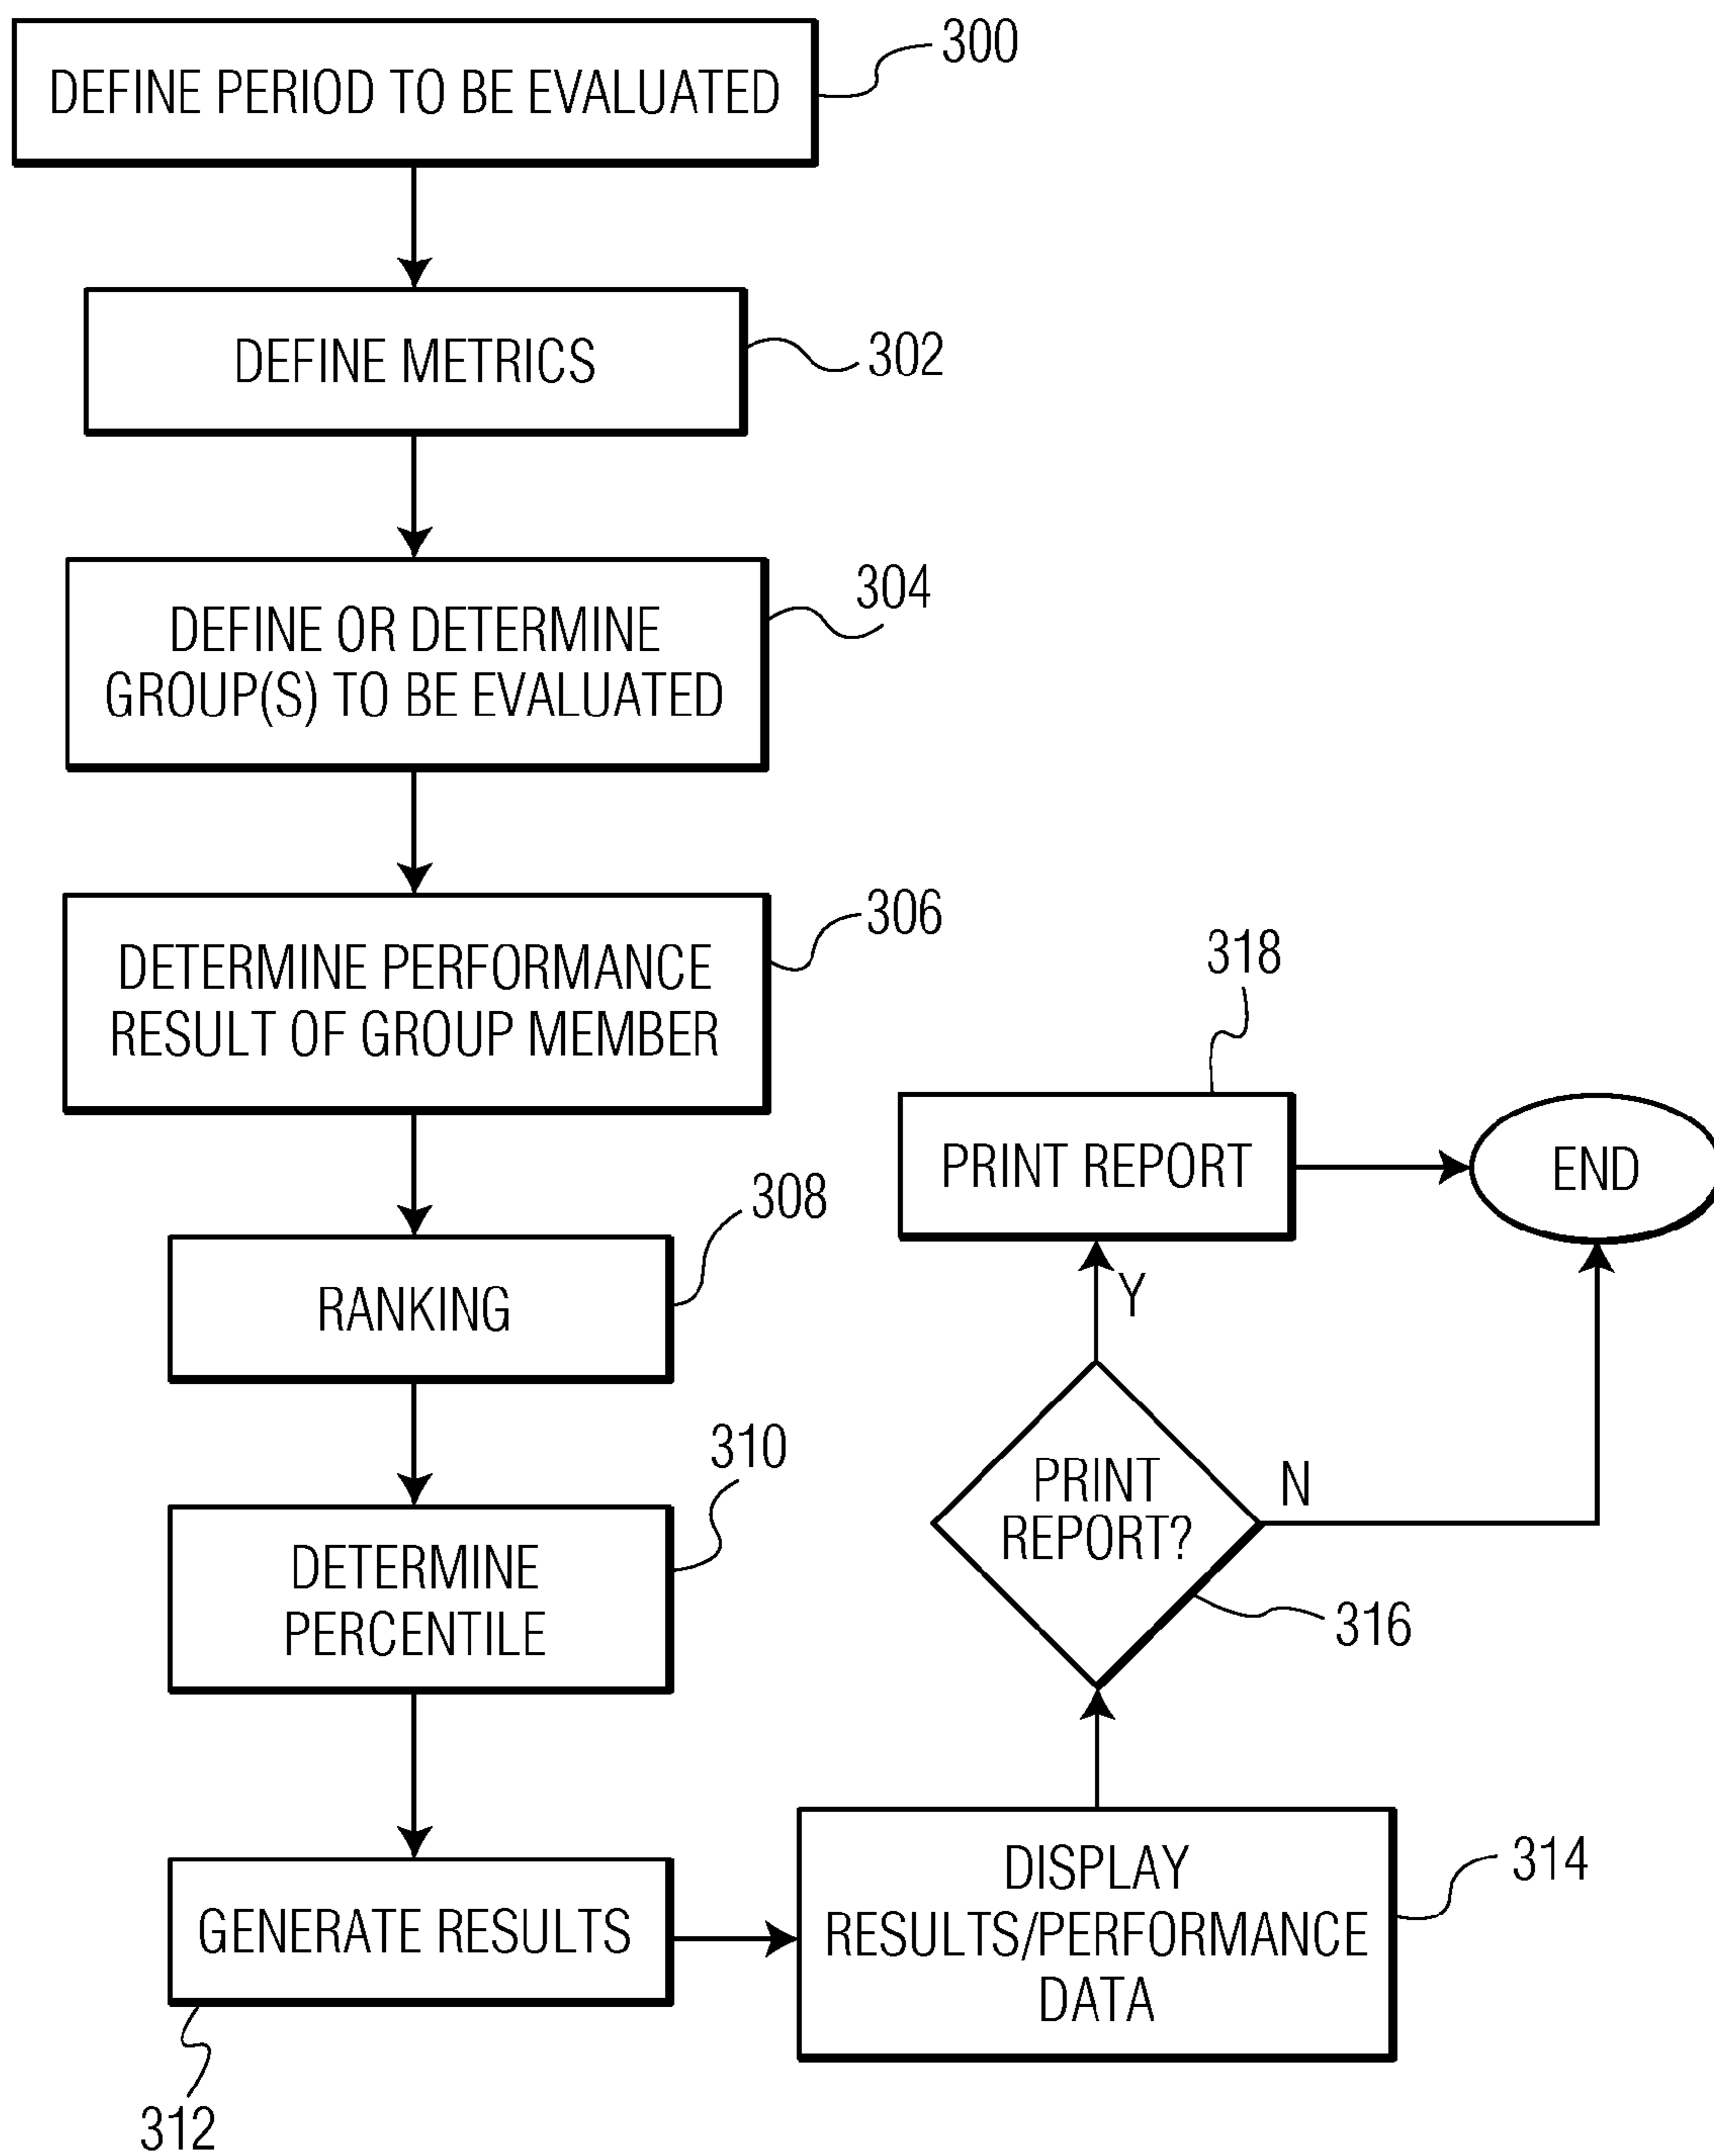 DEFINE PERIOD TO BE EVALUATED
300
DEFINE METRICS
302
DEFINE OR DETERMINE
GROUP(S) TO BE EVALUATED
304
DETERMINE PERFORMANCE
RESULT OF GROUP MEMBER
306
RANKING
308
DETERMINE
PERCENTILE
310
GENERATE RESULTS
312
DISPLAY
RESULTS/PERFORMANCE
DATA
314
PRINT
REPORT?
316
Y
N
PRINT REPORT
318
END